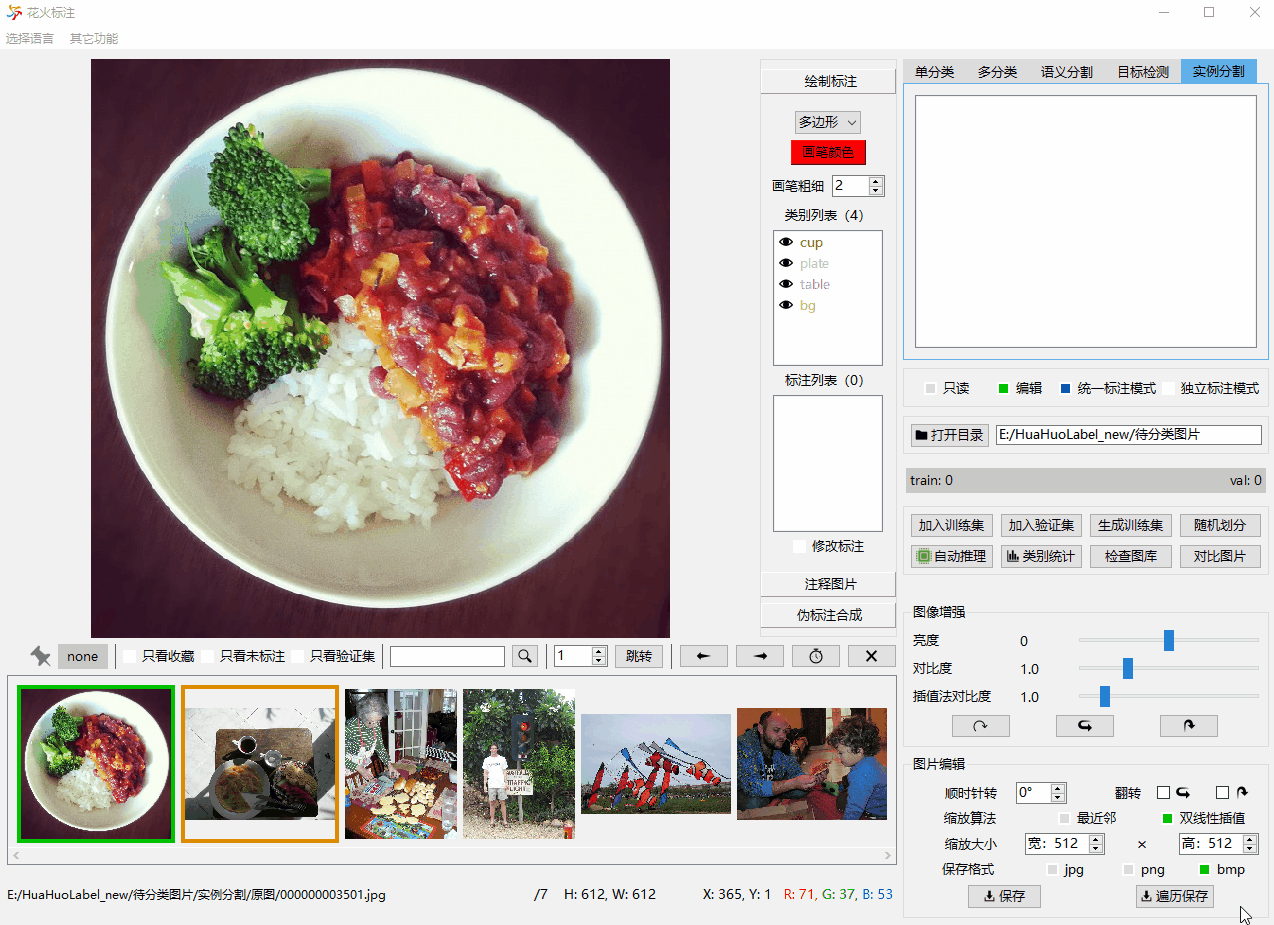 花火标注
选择语言 其它功能
绘制标注
多边形
画笔颜色
画笔粗细 2
类别列表（4）
cup
plate
table
bg
标注列表（0）
修改标注
注释图片
伪标注合成
单分类 多分类 语义分割 目标检测 实例分割
只读 编辑 统一标注模式 独立标注模式
打开目录 E:/HuaHuoLabel_new/待分类图片
train: 0 val: 0
加入训练集 加入验证集 生成训练集 随机划分
自动推理 类别统计 检查图库 对比图片
图像增强
亮度 0
对比度 1.0
插值法对比度 1.0
图片编辑
顺时针转 0° 翻转
缩放算法 最近邻 双线性插值
缩放大小 宽: 512 × 高: 512
保存格式 jpg png bmp
保存 遍历保存
none 只看收藏 只看未标注 只看验证集 1 跳转
TRAFFIC
LIGHT
E:/HuaHuoLabel_new/待分类图片/实例分割/原图/000000003501.jpg /7 H: 612, W: 612 X: 365, Y: 1 R: 71, G: 37, B: 53